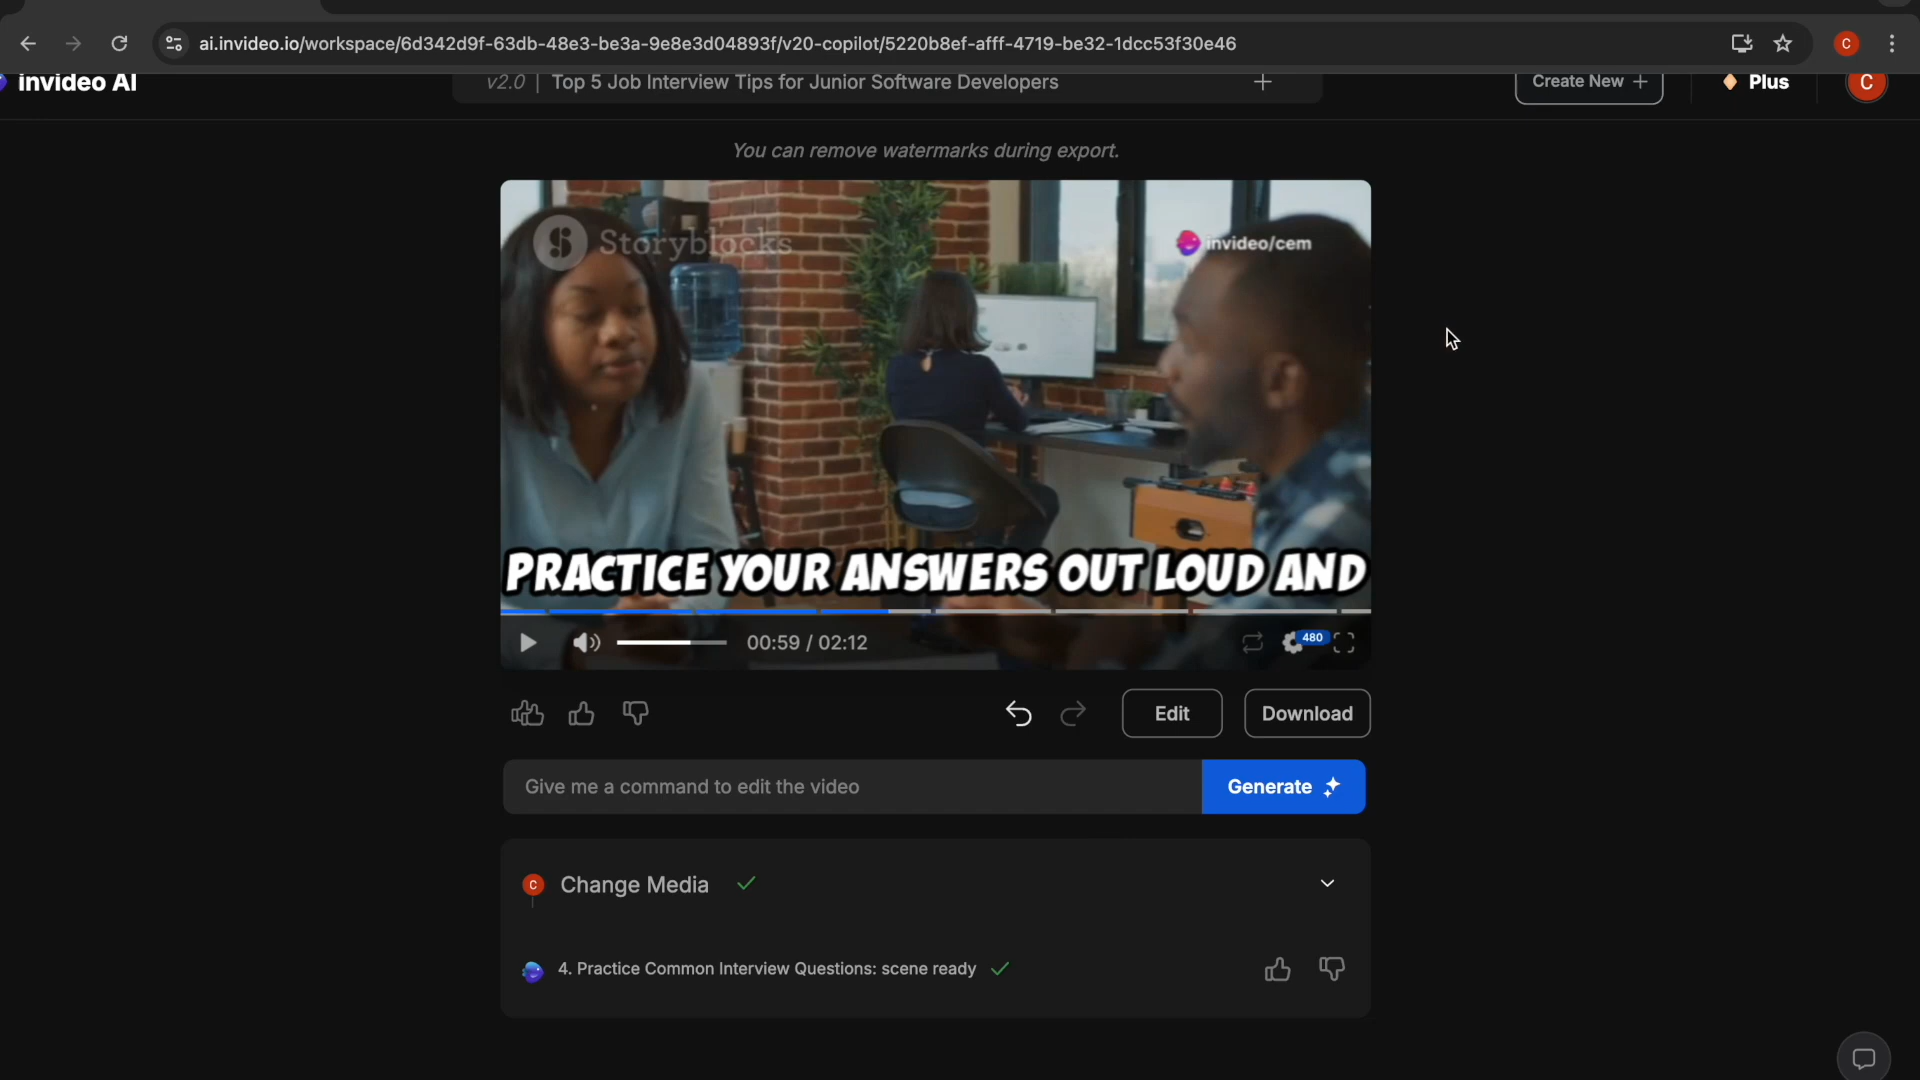 ai.invideo.io/workspace/6d342d9f-63db-48e3-be3a-9e8e3d04893f/v20-copilot/5220b8ef-afff-4719-be32-1dcc53f30e46
C
invideo AI
v2.0 | Top 5 Job Interview Tips for Junior Software Developers
Create New +
Plus
C
You can remove watermarks during export.
Storyblocks
invideo/cem
PRACTICE YOUR ANSWERS OUT LOUD AND
00:59 / 02:12
480
Edit
Download
Give me a command to edit the video
Generate
C
Change Media
4. Practice Common Interview Questions: scene ready